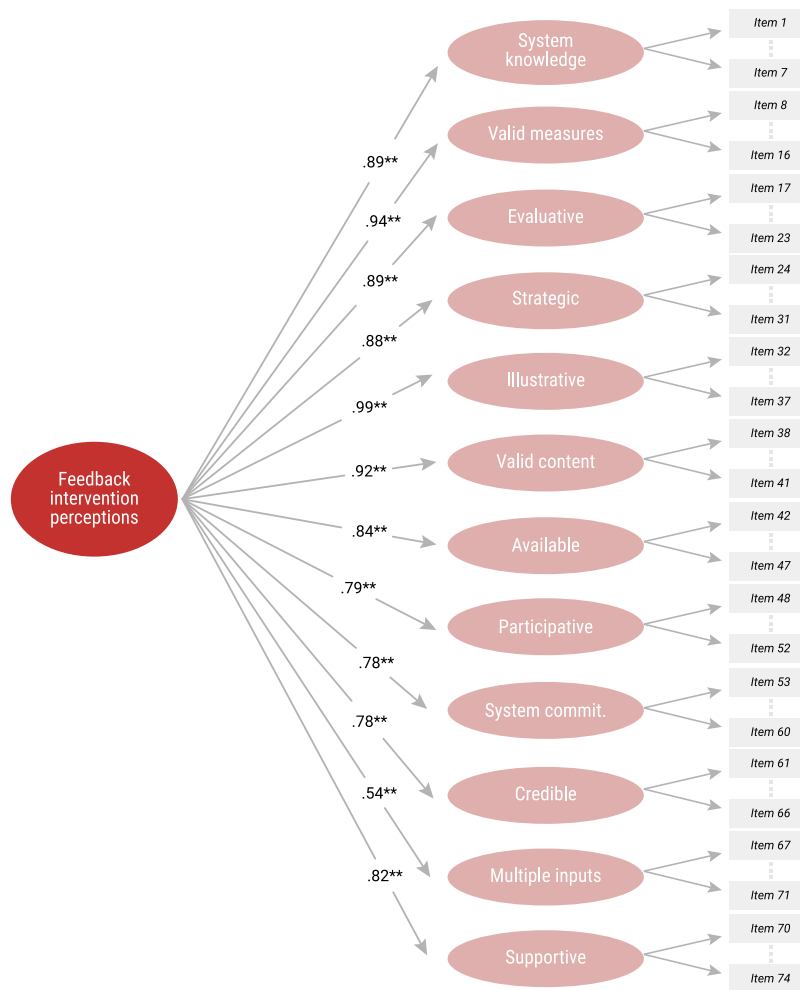 System
knowledge
Item 1
Item 7
.89**
Valid measures
Item 8
Item 16
.94**
Evaluative
Item 17
Item 23
.89**
Strategic
Item 24
Item 31
.88**
Illustrative
Item 32
Item 37
.99**
Feedback
intervention
perceptions
Valid content
Item 38
Item 41
.92**
Available
Item 42
Item 47
.84**
Participative
Item 48
Item 52
.79**
System commit.
Item 53
Item 60
.78**
Credible
Item 61
Item 66
.78**
Multiple inputs
Item 67
Item 71
.54**
Supportive
Item 70
Item 74
.82**